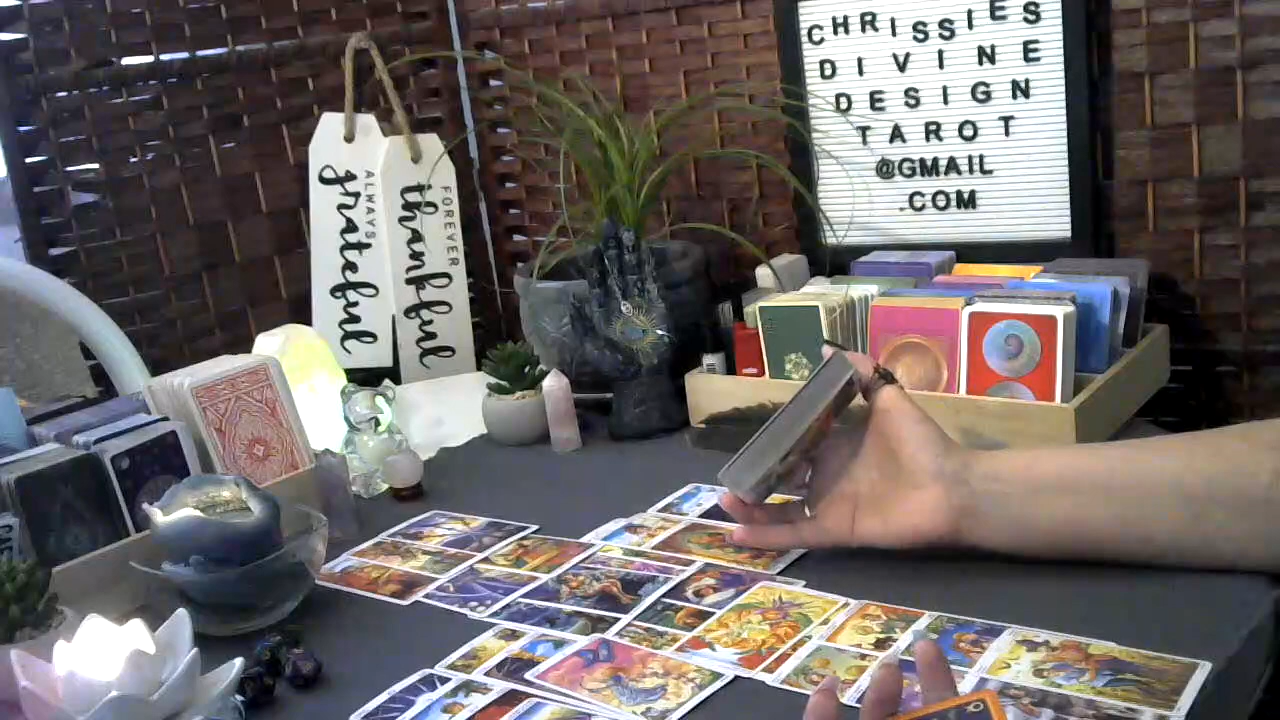 CHRISSIES
DIVINE
DESIGN
TAROT
@GMAIL
.COM
ALWAYS
grateful
FOREVER
thankful